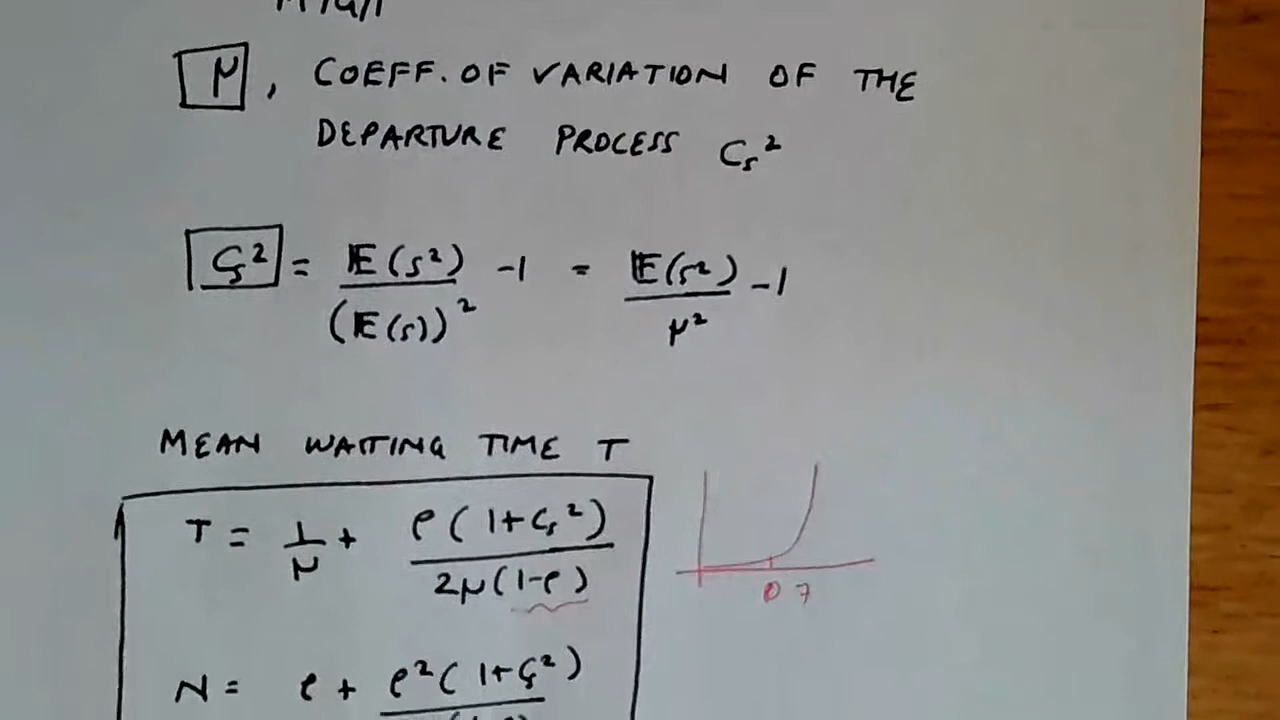 M/G/1
μ, COEFF. OF VARIATION OF THE
DEPARTURE PROCESS Cs²
Cs² = E(s²) / (E(s))² -1 = E(s²) / μ² -1
MEAN WAITING TIME T
T = 1/μ + ρ(1+Cs²) / 2μ(1-ρ)
0 7
N = ρ + ρ²(1+Cs²)